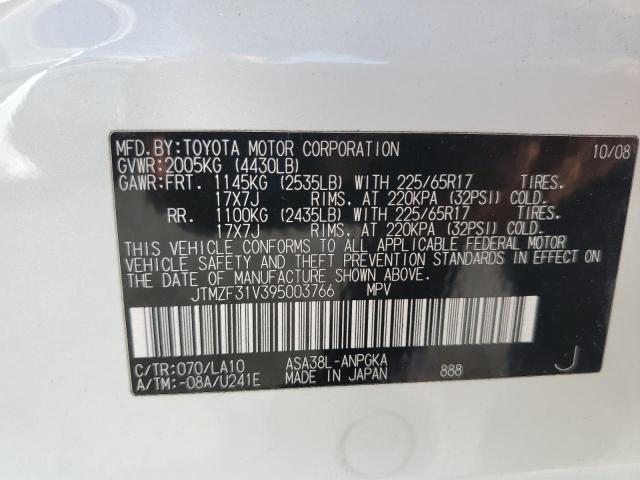 MFD.BY:TOYOTA MOTOR CORPORATION 10/08
GVWR:2005KG (4430LB)
GAWR:FRT. 1145KG (2535LB) WITH 225/65R17 TIRES.
17X7J RIMS. AT 220KPA (32PSI) COLD.
RR. 1100KG (2435LB) WITH 225/65R17 TIRES.
17X7J RIMS. AT 220KPA (32PSI) COLD.
THIS VEHICLE CONFORMS TO ALL APPLICABLE FEDERAL MOTOR
VEHICLE SAFETY AND THEFT PREVENTION STANDARDS IN EFFECT ON
THE DATE OF MANUFACTURE SHOWN ABOVE.
JTMZF31V395003766 MPV
C/TR:070/LA10 ASA38L-ANPGKA
A/TM:-08A/U241E MADE IN JAPAN 888 J